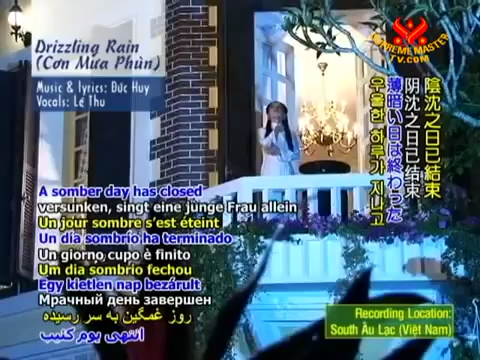 Drizzling Rain
(Cơn Mưa Phùn)
Music & lyrics: Đức Huy
Vocals: Lệ Thu
SUPREME MASTER
TV.COM
陰沈之日已結束
阴沈之日已结束
薄暗い日は終わった
우울한 하루가 지나고
A somber day has closed
versunken, singt eine junge Frau allein
Un jour sombre s'est éteint
Un día sombrío ha terminado
Un giorno cupo è finito
Um dia sombrio fechou
Egy kietlen nap bezárult
Мрачный день завершен
روز غمگین به سر رسیده
انتهى يوم كئيب
Recording Location:
South Âu Lạc (Việt Nam)